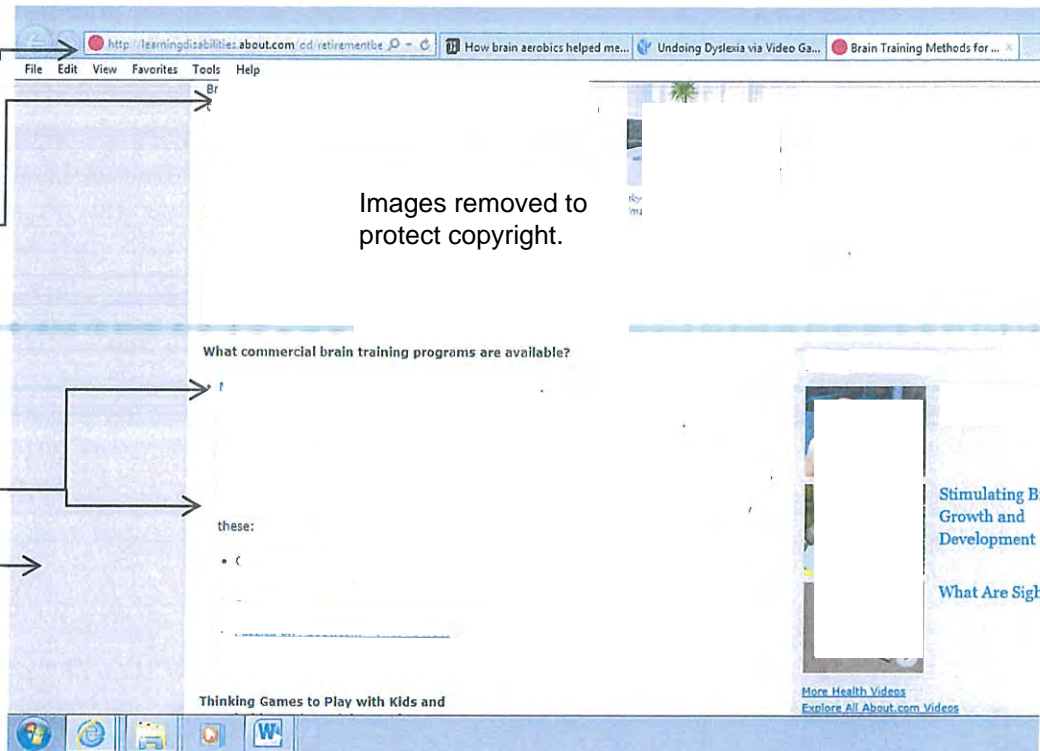 http://learningdisabilities.about.com/od/retirementbe
How brain aerobics helped me...
Undoing Dyslexia via Video Ga...
Brain Training Methods for ...
File Edit View Favorites Tools Help
Br
Images removed to
protect copyright.
What commercial brain training programs are available?
these:
Stimulating B
Growth and
Development
What Are Sigh
Thinking Games to Play with Kids and
More Health Videos
Explore All About.com Videos